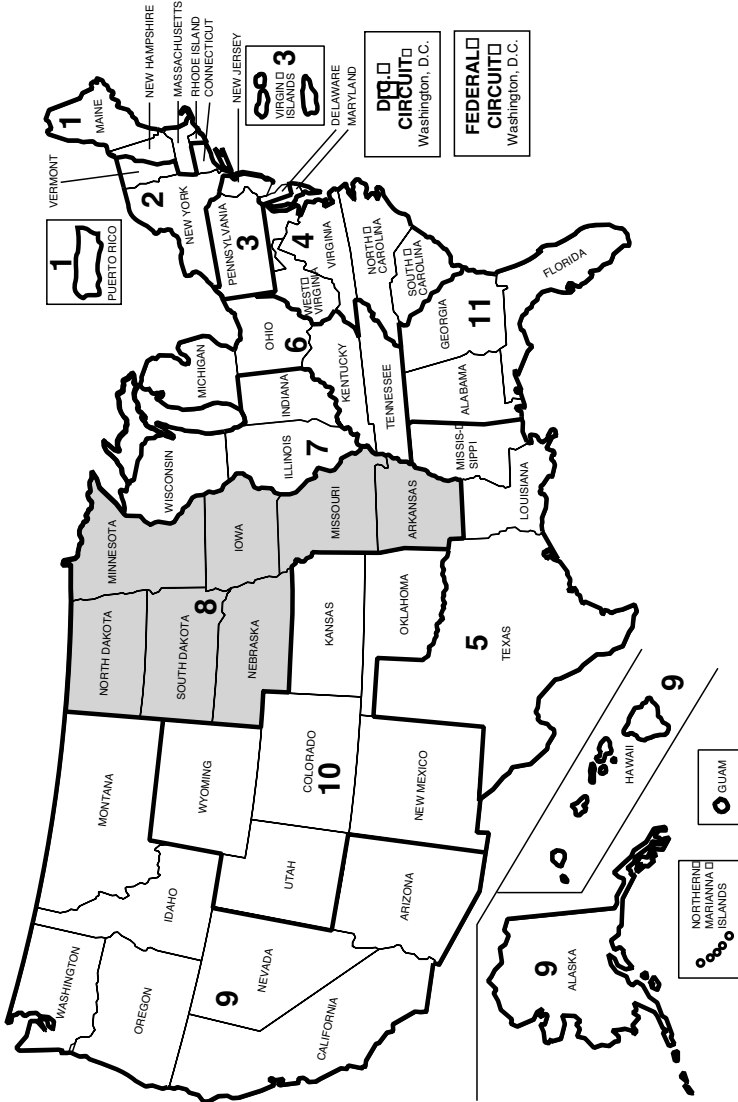 WASHINGTON
OREGON
CALIFORNIA
9
NEVADA
IDAHO
MONTANA
WYOMING
UTAH
COLORADO
10
ARIZONA
NEW MEXICO
NORTH DAKOTA
SOUTH DAKOTA
8
NEBRASKA
KANSAS
OKLAHOMA
5
TEXAS
MINNESOTA
IOWA
MISSOURI
ARKANSAS
LOUISIANA
WISCONSIN
ILLINOIS
7
INDIANA
MICHIGAN
OHIO
6
KENTUCKY
TENNESSEE
MISSIS-
SIPPI
ALABAMA
GEORGIA
11
FLORIDA
SOUTH
CAROLINA
NORTH
CAROLINA
VIRGINIA
4
WEST
VIRGINIA
PENNSYLVANIA
3
NEW YORK
2
VERMONT
1
MAINE
NEW HAMPSHIRE
MASSACHUSETTS
RHODE ISLAND
CONNECTICUT
NEW JERSEY
DELAWARE
MARYLAND
1
PUERTO RICO
VIRGIN
ISLANDS
3
CIRCUIT
Washington, D.C.
FEDERAL
CIRCUIT
Washington, D.C.
9
ALASKA
HAWAII
9
NORTHERN
MARIANNA
ISLANDS
GUAM